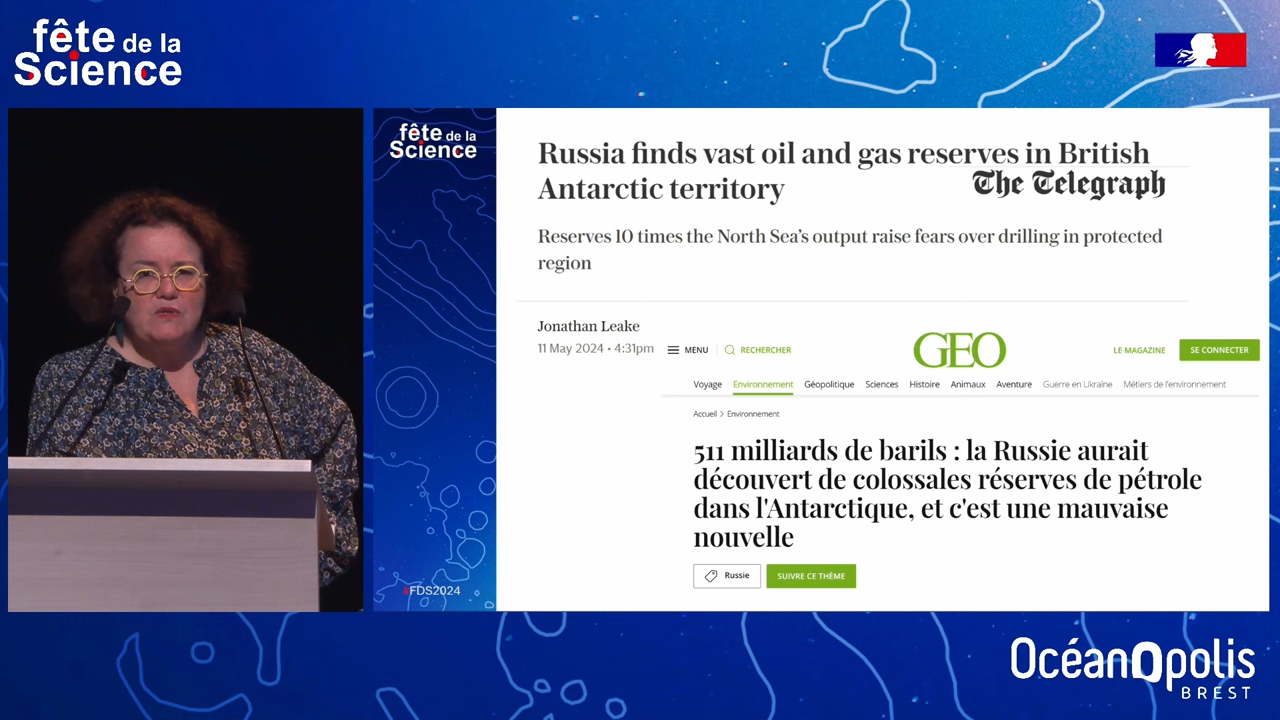 fête de la
Science
fête de la
Science
#FDS2024
Russia finds vast oil and gas reserves in British
Antarctic territory
The Telegraph
Reserves 10 times the North Sea's output raise fears over drilling in protected
region
Jonathan Leake
11 May 2024 • 4:31pm
MENU
RECHERCHER
GEO
LE MAGAZINE
SE CONNECTER
Voyage Environnement Géopolitique Sciences Histoire Animaux Aventure Guerre en Ukraine Métiers de l'environnement
Accueil > Environnement
511 milliards de barils : la Russie aurait
découvert de colossales réserves de pétrole
dans l'Antarctique, et c'est une mauvaise
nouvelle
Russie
SUIVRE CE THÈME
OcéanOpolis
BREST